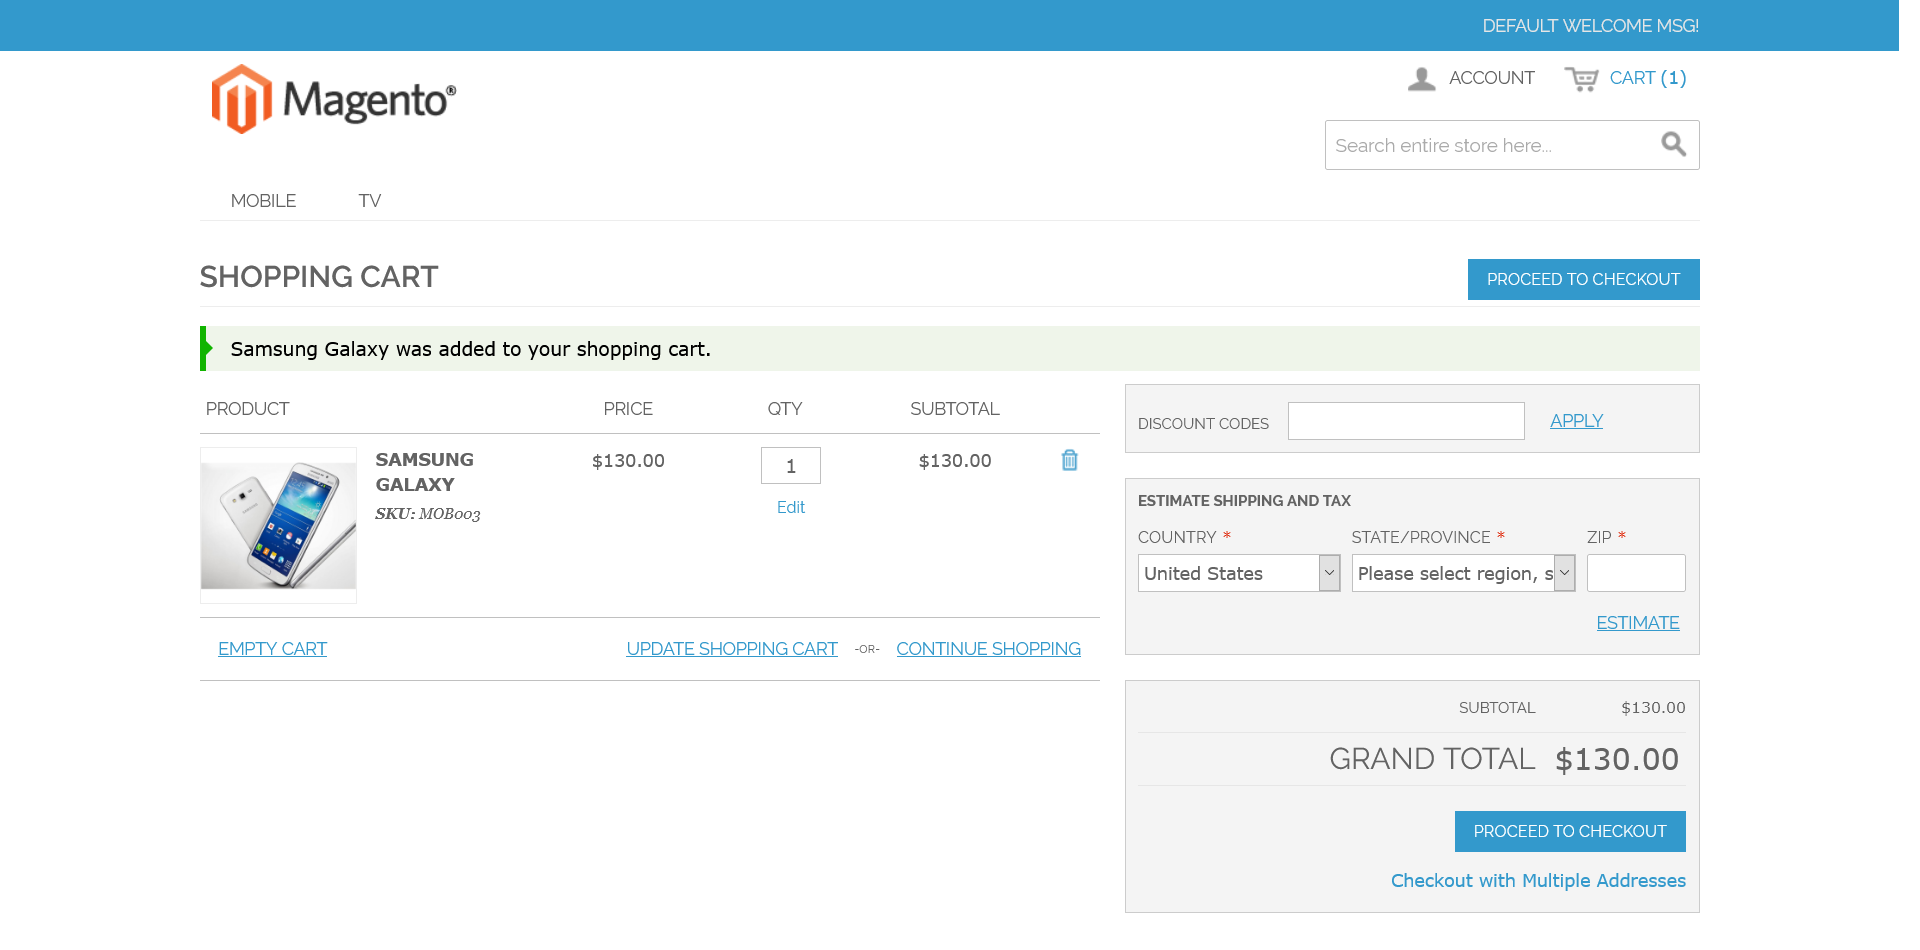 DEFAULT WELCOME MSG!
Magento®
ACCOUNT
CART (1)
Search entire store here...
MOBILE
TV
SHOPPING CART
PROCEED TO CHECKOUT
Samsung Galaxy was added to your shopping cart.
PRODUCT PRICE QTY SUBTOTAL
SAMSUNG GALAXY
$130.00
1
$130.00
SKU: MOB003
Edit
EMPTY CART
UPDATE SHOPPING CART -OR- CONTINUE SHOPPING
DISCOUNT CODES
APPLY
ESTIMATE SHIPPING AND TAX
COUNTRY * STATE/PROVINCE * ZIP *
United States
Please select region, s
ESTIMATE
SUBTOTAL $130.00
GRAND TOTAL $130.00
PROCEED TO CHECKOUT
Checkout with Multiple Addresses